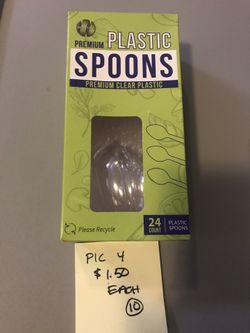 PREMIUM PLASTIC
SPOONS
PREMIUM CLEAR PLASTIC
Please Recycle
24
COUNT
PLASTIC
SPOONS
PIC 4
$1.50
EACH
10